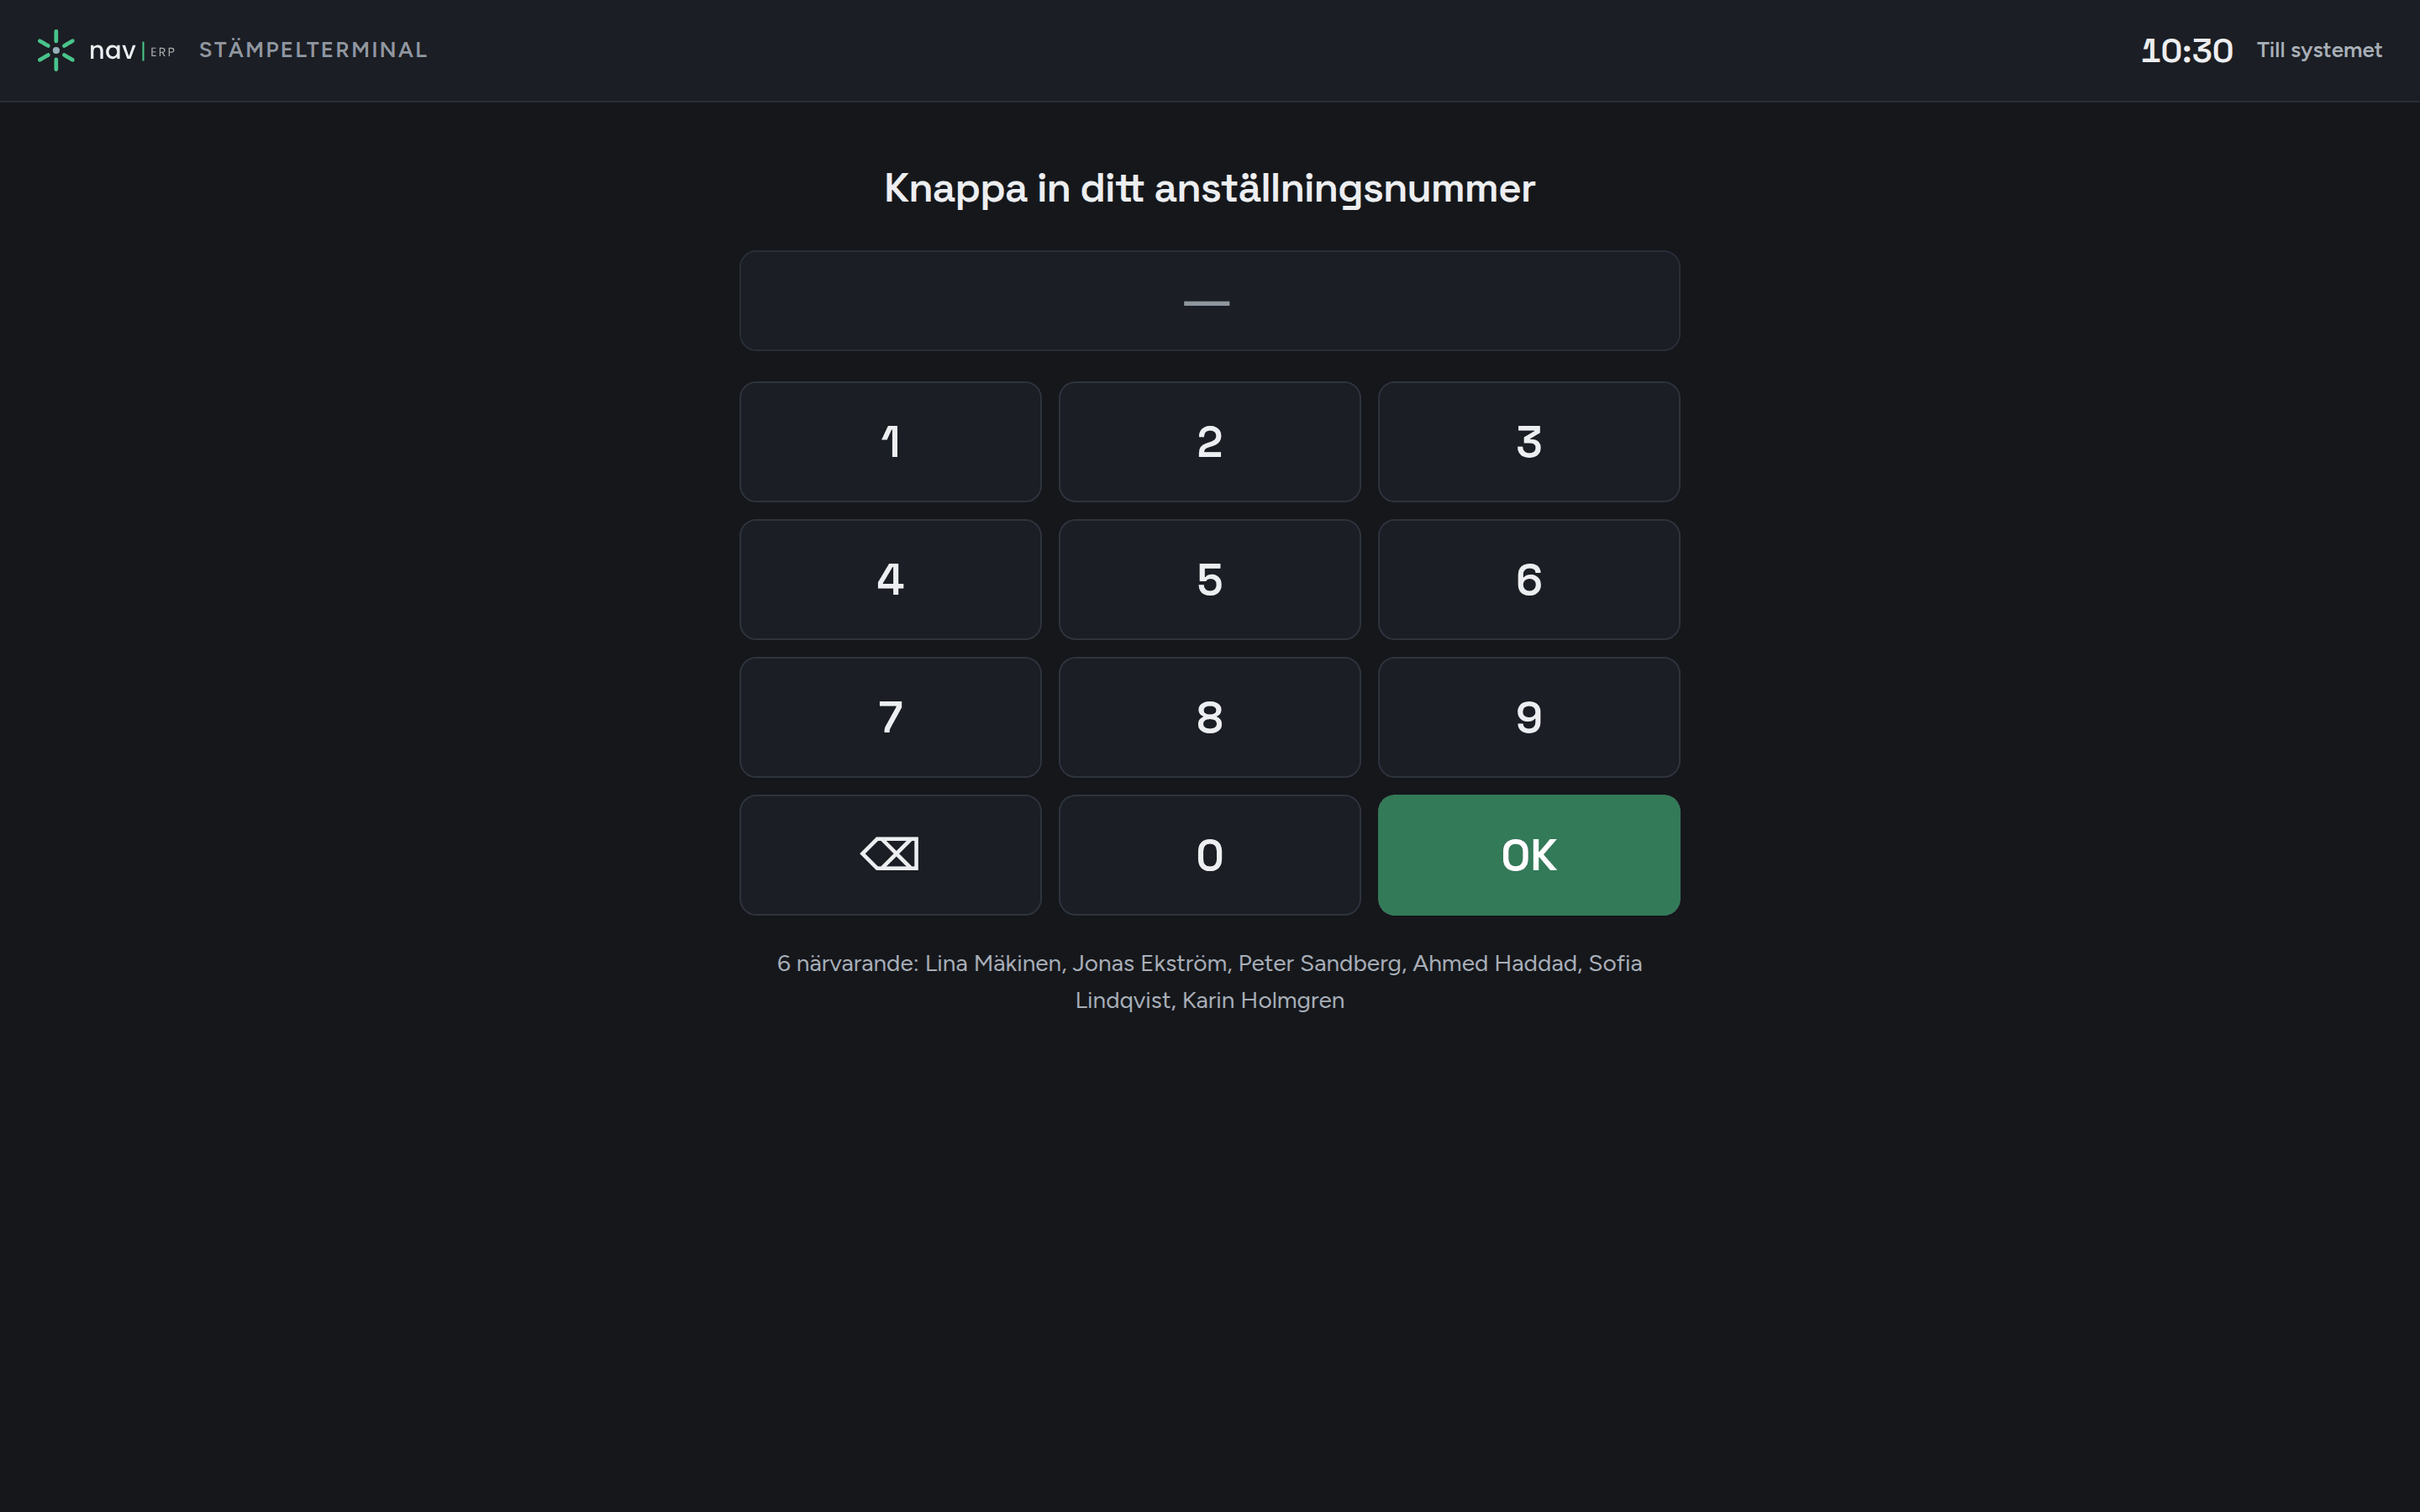 nav ERP STÄMPELTERMINAL
10:30 Till systemet
Knappa in ditt anställningsnummer
—
1 2 3
4 5 6
7 8 9
⌫ 0 OK
6 närvarande: Lina Mäkinen, Jonas Ekström, Peter Sandberg, Ahmed Haddad, Sofia
Lindqvist, Karin Holmgren